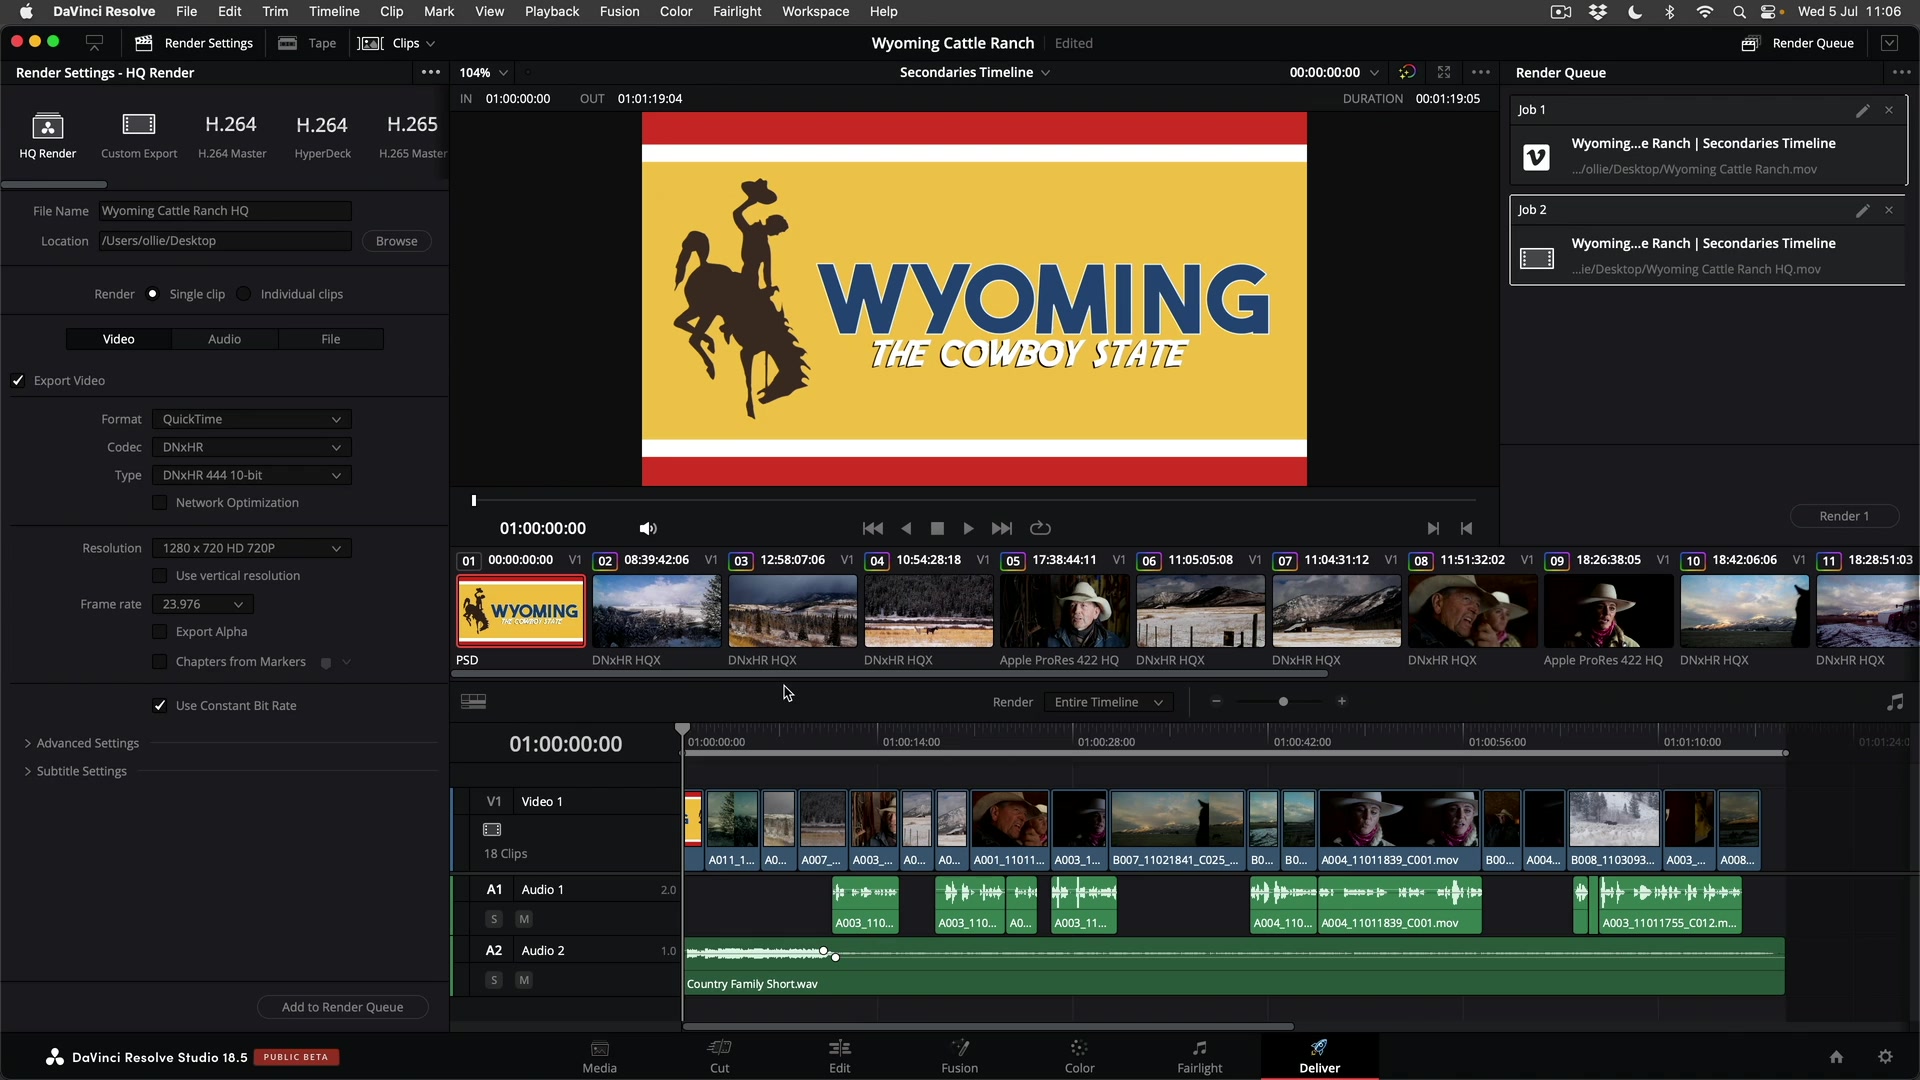 DaVinci Resolve File Edit Trim Timeline Clip Mark View Playback Fusion Color Fairlight Workspace Help Wed 5 Jul 11:06
Render Settings Tape Clips Wyoming Cattle Ranch Edited Render Queue
Render Settings - HQ Render 104% Secondaries Timeline 00:00:00:00 Render Queue
IN 01:00:00:00 OUT 01:01:19:04 DURATION 00:01:19:05
H.264 H.264 H.265
HQ Render Custom Export H.264 Master HyperDeck H.265 Master
Job 1
Wyoming...e Ranch | Secondaries Timeline
.../ollie/Desktop/Wyoming Cattle Ranch.mov
Job 2
Wyoming...e Ranch | Secondaries Timeline
...ie/Desktop/Wyoming Cattle Ranch HQ.mov
Render 1
File Name Wyoming Cattle Ranch HQ
Location /Users/ollie/Desktop Browse
Render Single clip Individual clips
Video Audio File
Export Video
Format QuickTime
Codec DNxHR
Type DNxHR 444 10-bit
Network Optimization
Resolution 1280 x 720 HD 720P
Use vertical resolution
Frame rate 23.976
Export Alpha
Chapters from Markers
Use Constant Bit Rate
Advanced Settings
Subtitle Settings
Add to Render Queue
WYOMING
THE COWBOY STATE
01:00:00:00
01 00:00:00:00 V1 02 08:39:42:06 V1 03 12:58:07:06 V1 04 10:54:28:18 V1 05 17:38:44:11 V1 06 11:05:05:08 V1 07 11:04:31:12 V1 08 11:51:32:02 V1 09 18:26:38:05 V1 10 18:42:06:06 V1 11 18:28:51:03
WYOMING
THE COWBOY STATE
PSD DNxHR HQX DNxHR HQX DNxHR HQX Apple ProRes 422 HQ DNxHR HQX DNxHR HQX DNxHR HQX Apple ProRes 422 HQ DNxHR HQX DNxHR HQX
Render Entire Timeline
01:00:00:00 01:00:00:00 01:00:14:00 01:00:28:00 01:00:42:00 01:00:56:00 01:01:10:00 01:01:24:0
V1 Video 1
18 Clips
A011_1... A0... A007_... A003_... A0... A0... A001_11011... A003_1... B007_11021841_C025_... B0... B0... A004_11011839_C001.mov B00... A004... B008_1103093... A003_... A008...
A1 Audio 1 2.0
S M
A003_110... A003_110... A0... A003_11... A004_110... A004_11011839_C001.mov A003_11011755_C012.m...
A2 Audio 2 1.0
S M
Country Family Short.wav
DaVinci Resolve Studio 18.5 PUBLIC BETA
Media Cut Edit Fusion Color Fairlight Deliver